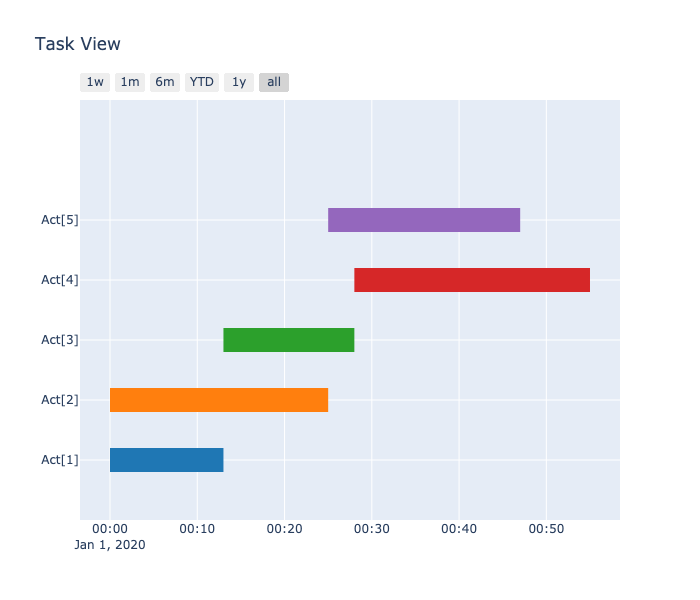 Task View
1w 1m 6m YTD 1y all
Act[5]
Act[4]
Act[3]
Act[2]
Act[1]
00:00 00:10 00:20 00:30 00:40 00:50
Jan 1, 2020